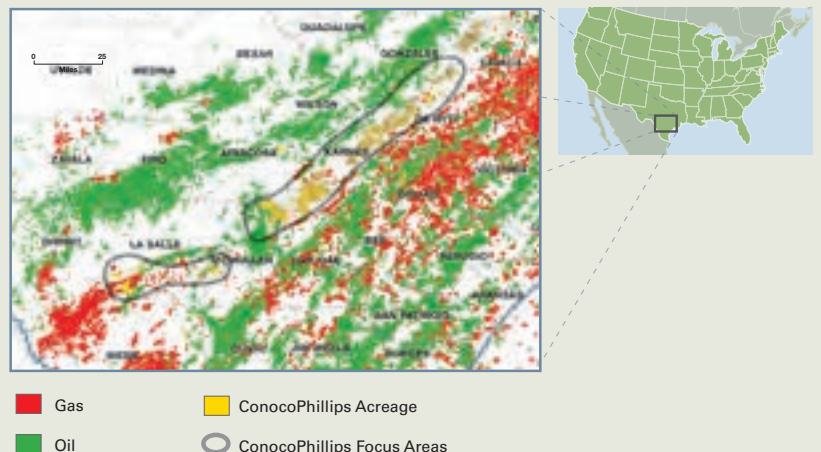 GUADALUPE
BEXAR
GONZALES
0 25
Miles
MEDINA
LAVACA
WILSON
DE WITT
ZAVALA
FRIO
ATASCOSA
KARNES
VICTORIA
GOLIAD
DIMMIT
LA SALLE
BEE
MCMULLEN
LIVE OAK
REFUGIO
ARANSAS
SAN PATRICIO
WEBB
DUVAL
JIM WELLS
NUECES
Gas
ConocoPhillips Acreage
Oil
ConocoPhillips Focus Areas